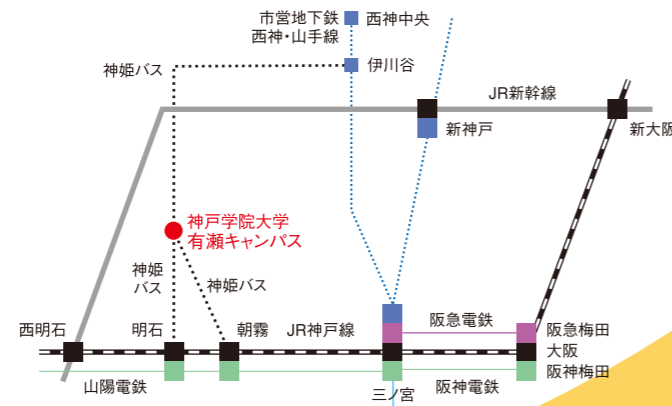 市営地下鉄
西神・山手線
西神中央
伊川谷
神姫バス
JR新幹線
新神戸
新大阪
神戸学院大学
有瀬キャンパス
神姫
バス
神姫バス
西明石
明石
朝霧
JR神戸線
阪急電鉄
阪急梅田
大阪
阪神梅田
山陽電鉄
三ノ宮
阪神電鉄